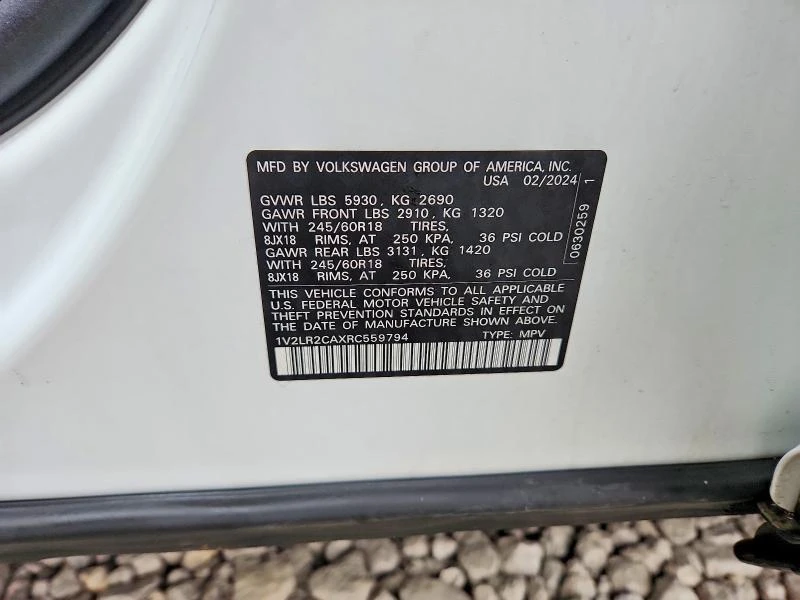 MFD BY VOLKSWAGEN GROUP OF AMERICA, INC.
USA 02/2024
GVWR LBS 5930, KG 2690
GAWR FRONT LBS 2910, KG 1320
WITH 245/60R18 TIRES,
8JX18 RIMS, AT 250 KPA, 36 PSI COLD
GAWR REAR LBS 3131, KG 1420
WITH 245/60R18 TIRES,
8JX18 RIMS, AT 250 KPA, 36 PSI COLD
0630259 1
THIS VEHICLE CONFORMS TO ALL APPLICABLE
U.S. FEDERAL MOTOR VEHICLE SAFETY AND
THEFT PREVENTION STANDARDS IN EFFECT ON
THE DATE OF MANUFACTURE SHOWN ABOVE.
1V2LR2CAXRC559794 TYPE: MPV